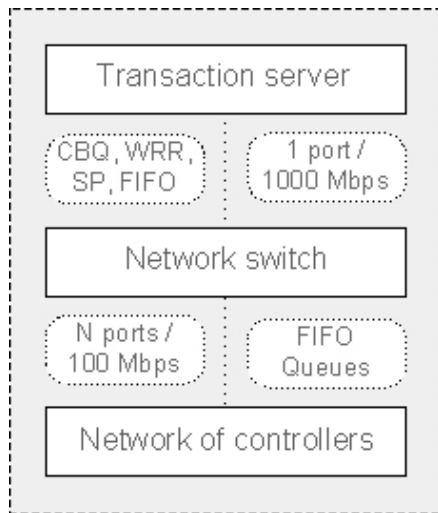 Transaction server
CBQ, WRR,
SP, FIFO
1 port /
1000 Mbps
Network switch
N ports /
100 Mbps
FIFO
Queues
Network of controllers